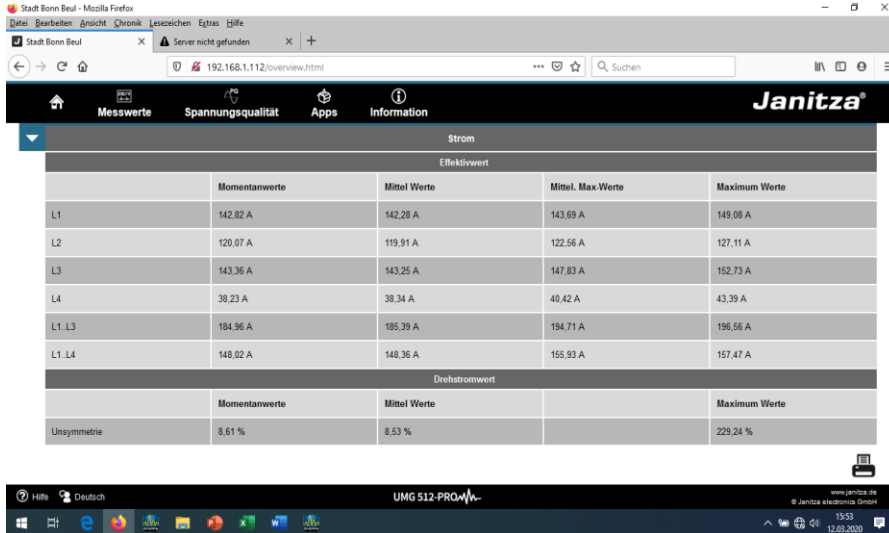 Stadt Bonn Beul - Mozilla Firefox
Datei Bearbeiten Ansicht Chronik Lesezeichen Extras Hilfe
Stadt Bonn Beul
Server nicht gefunden
192.168.1.112/overview.html
Suchen
Messwerte Spannungsqualität Apps Information
Janitza®
Strom
Effektivwert
Momentanwerte Mittel Werte Mittel. Max-Werte Maximum Werte
L1 142,82 A 142,28 A 143,69 A 149,08 A
L2 120,07 A 119,91 A 122,56 A 127,11 A
L3 143,36 A 143,25 A 147,83 A 152,73 A
L4 38,23 A 38,34 A 40,42 A 43,39 A
L1..L3 184,96 A 185,39 A 194,71 A 196,56 A
L1..L4 148,02 A 148,36 A 155,93 A 157,47 A
Drehstromwert
Momentanwerte Mittel Werte Maximum Werte
Unsymmetrie 8,61 % 8,53 % 229,24 %
Hilfe Deutsch
UMG 512-PRO
www.janitza.de
© Janitza electronics GmbH
15:53
12.03.2020